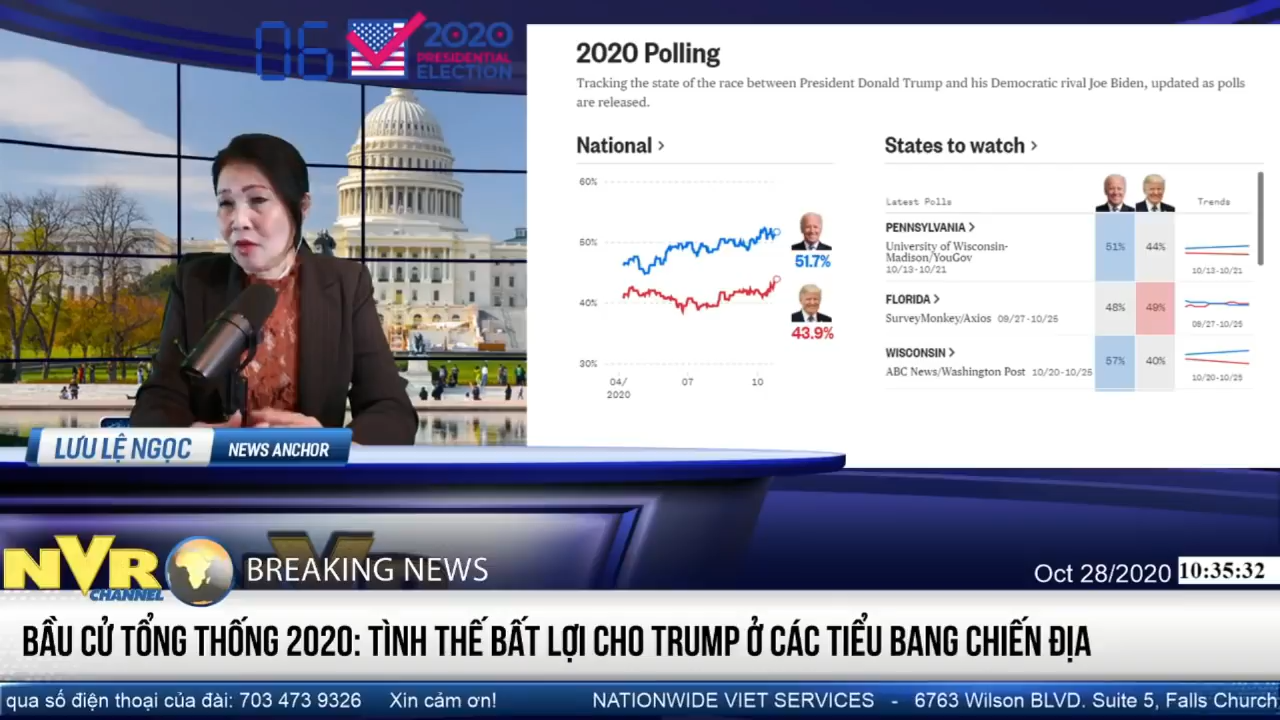 06
2020
PRESIDENTIAL
ELECTION
2020 Polling
Tracking the state of the race between President Donald Trump and his Democratic rival Joe Biden, updated as polls
are released.
National >
60%
50%
40%
30%
04/
2020
07
10
51.7%
43.9%
States to watch >
Latest Polls
Trends
PENNSYLVANIA >
University of Wisconsin-
Madison/YouGov
10/13-10/21
51%
44%
10/13-10/21
FLORIDA >
SurveyMonkey/Axios 09/27-10/25
48%
49%
09/27-10/25
WISCONSIN >
ABC News/Washington Post 10/20-10/25
57%
40%
10/20-10/25
LƯU LỆ NGỌC
NEWS ANCHOR
NVR
CHANNEL
BREAKING NEWS
Oct 28/2020 10:35:32
BẦU CỬ TỔNG THỐNG 2020: TÌNH THẾ BẤT LỢI CHO TRUMP Ở CÁC TIỂU BANG CHIẾN ĐỊA
qua số điện thoại của đài: 703 473 9326 Xin cảm ơn! NATIONWIDE VIET SERVICES - 6763 Wilson BLVD. Suite 5, Falls Church